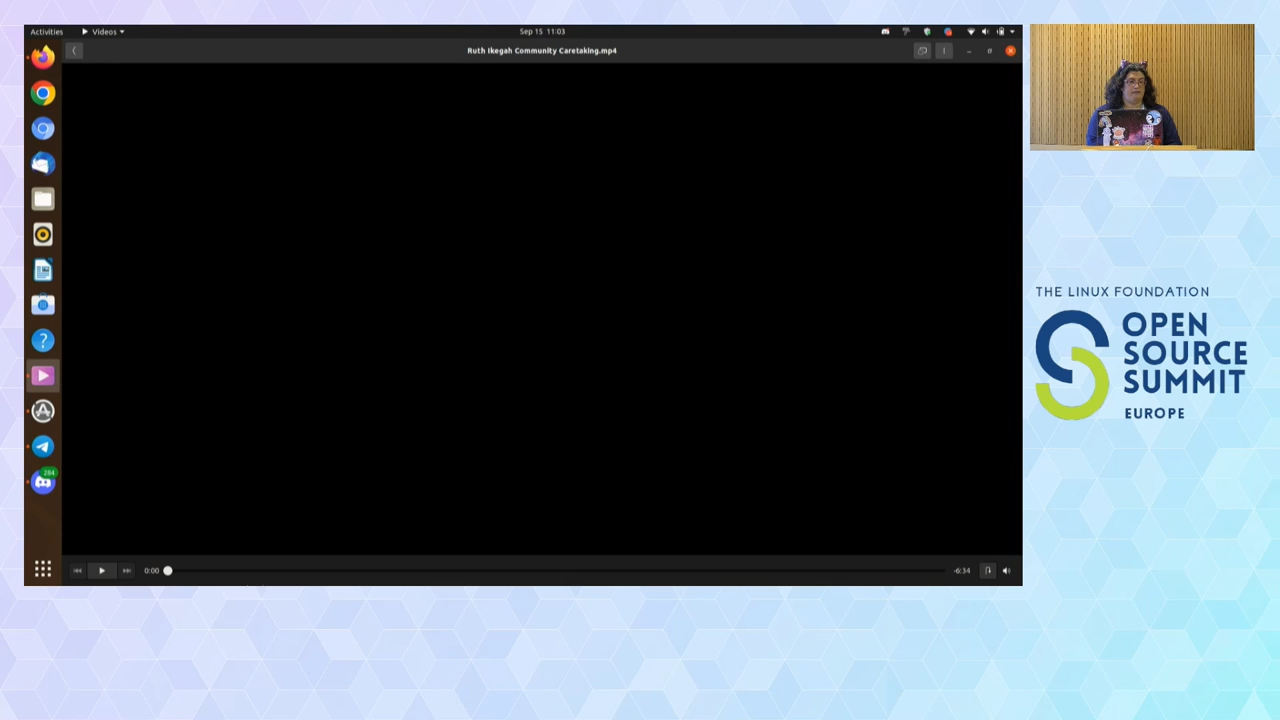 Activities
Videos
Sep 15 11:03
Ruth Ikegah Community Caretaking.mp4
THE LINUX FOUNDATION
OPEN
SOURCE
SUMMIT
EUROPE
284
0:00
-6:34